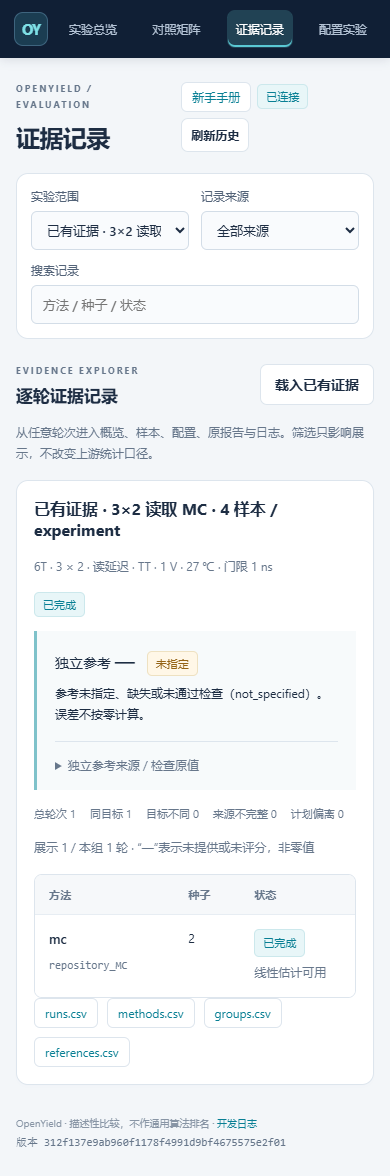 OY 实验总览 对照矩阵 证据记录 配置实验
OPENYIELD /
EVALUATION
证据记录
新手手册 已连接
刷新历史
实验范围 记录来源
已有证据 · 3×2 读取 全部来源
搜索记录
方法 / 种子 / 状态
EVIDENCE EXPLORER
逐轮证据记录
载入已有证据
从任意轮次进入概览、样本、配置、原报告与日志。筛选只影响展
示，不改变上游统计口径。
已有证据 · 3×2 读取 MC · 4 样本 /
experiment
6T · 3 × 2 · 读延迟 · TT · 1 V · 27 °C · 门限 1 ns
已完成
独立参考 — 未指定
参考未指定、缺失或未通过检查（not_specified）。
误差不按零计算。
▶ 独立参考来源 / 检查原值
总轮次 1 同目标 1 目标不同 0 来源不完整 0 计划偏离 0
展示 1 / 本组 1 轮 · “—”表示未提供或未评分，非零值
方法 种子 状态
mc 2 已完成
repository_MC 线性估计可用
runs.csv methods.csv groups.csv
references.csv
OpenYield · 描述性比较，不作通用算法排名 · 开发日志
版本 312f137e9ab960f1178f4991d9bf4675575e2f01